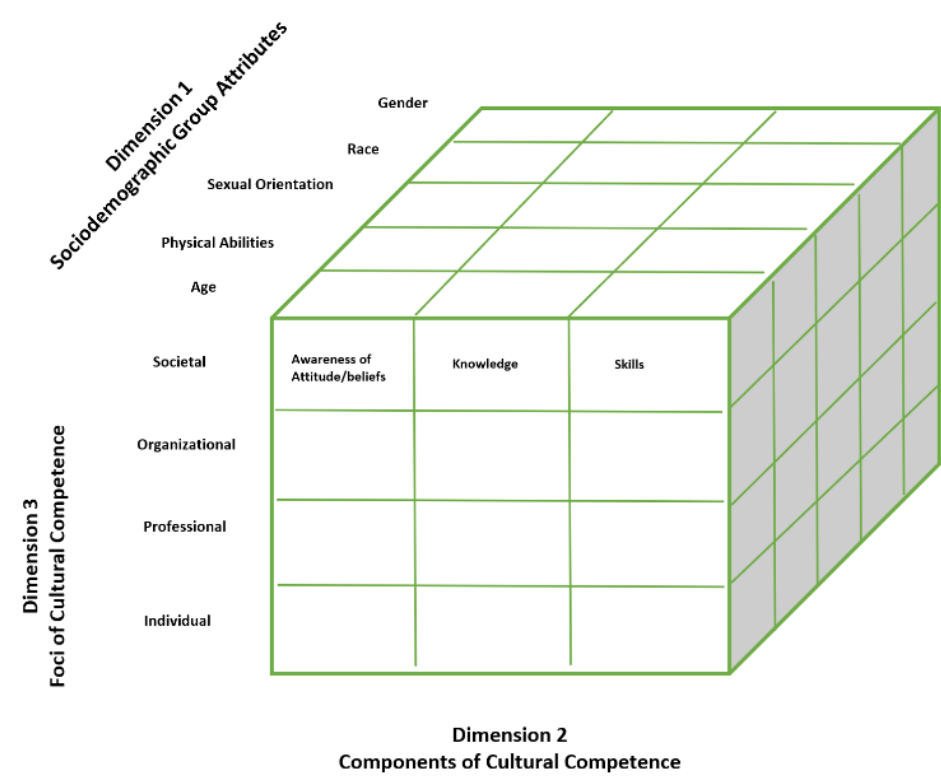 Dimension 1
Sociodemographic Group Attributes
Gender
Race
Sexual Orientation
Physical Abilities
Age
Societal
Awareness of
Attitude/beliefs
Knowledge
Skills
Organizational
Professional
Individual
Dimension 3
Foci of Cultural Competence
Dimension 2
Components of Cultural Competence